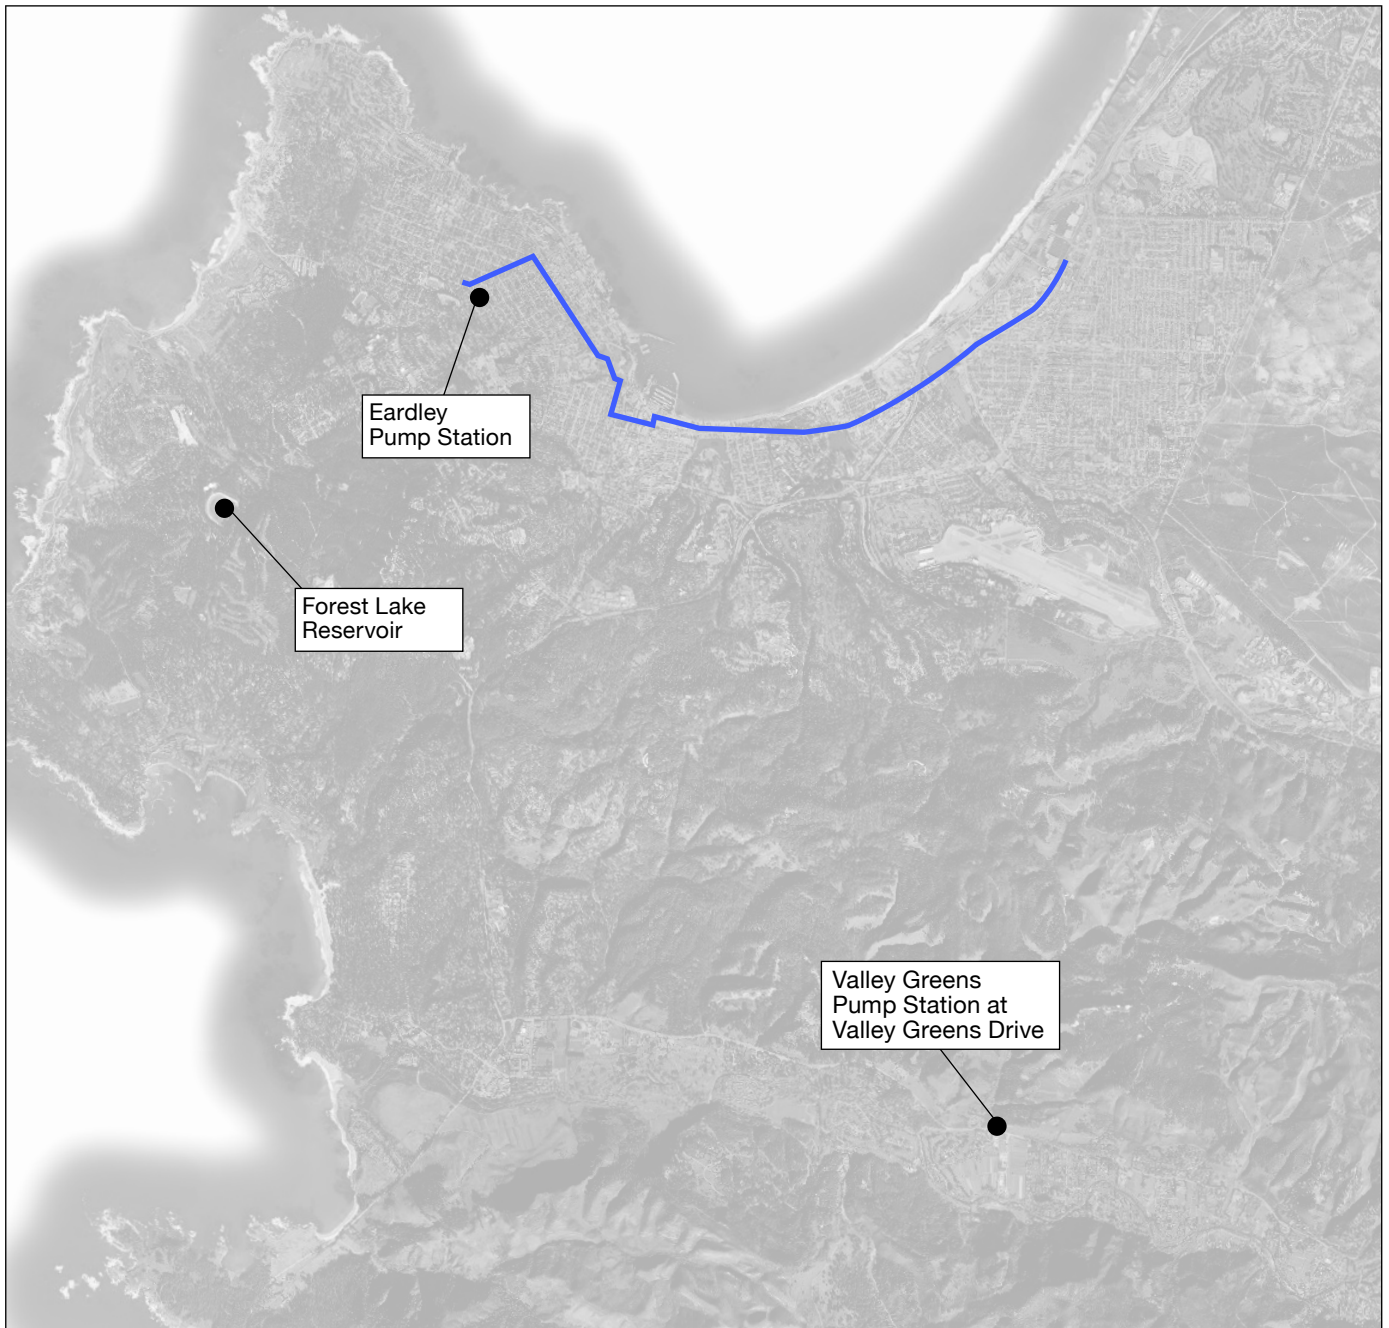 Eardley
Pump Station
Forest Lake
Reservoir
Valley Greens
Pump Station at
Valley Greens Drive